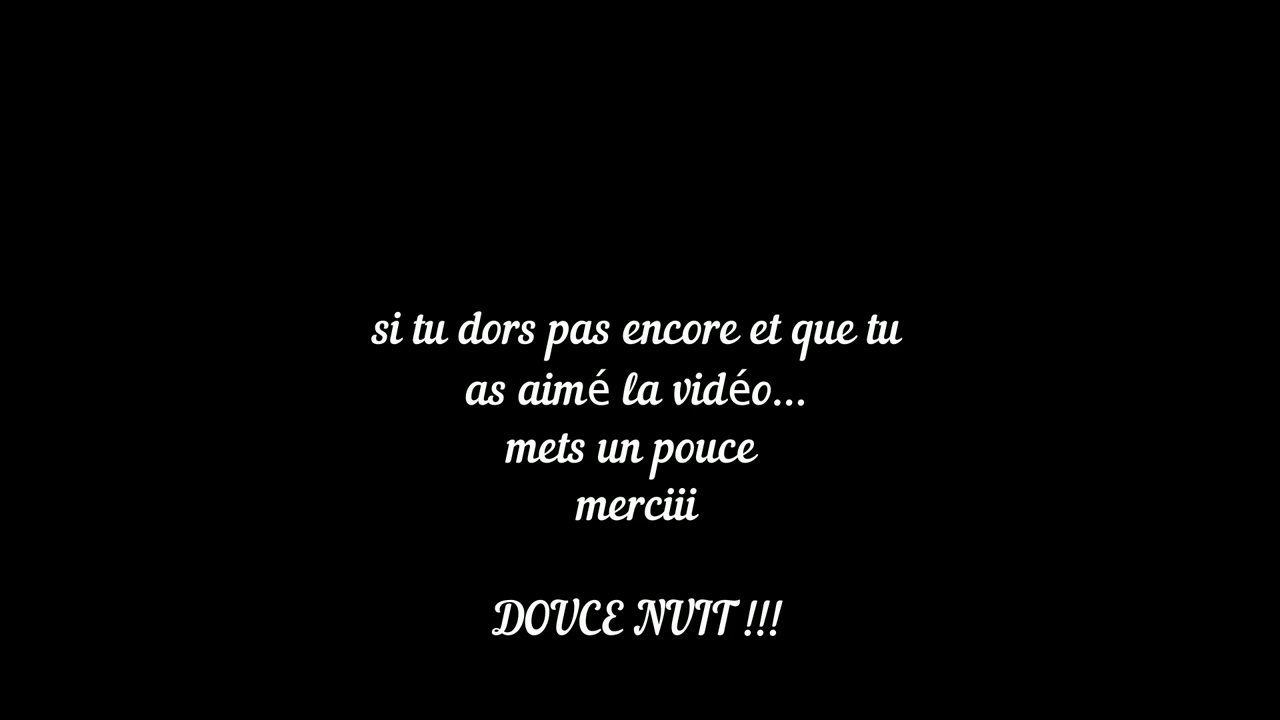 si tu dors pas encore et que tu
as aimé la vidéo...
mets un pouce
merciii
DOUCE NUIT !!!